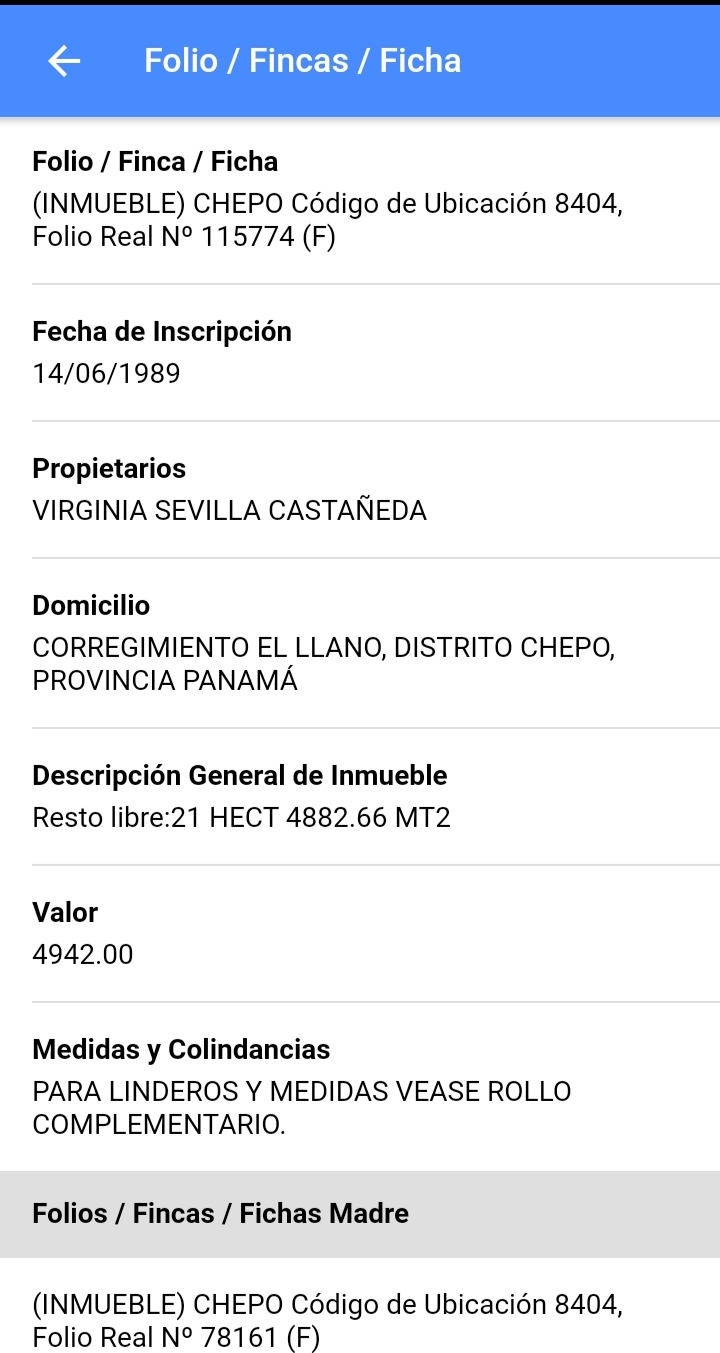 Folio / Fincas / Ficha
Folio / Finca / Ficha
(INMUEBLE) CHEPO Código de Ubicación 8404,
Folio Real Nº 115774 (F)
Fecha de Inscripción
14/06/1989
Propietarios
VIRGINIA SEVILLA CASTAÑEDA
Domicilio
CORREGIMIENTO EL LLANO, DISTRITO CHEPO,
PROVINCIA PANAMÁ
Descripción General de Inmueble
Resto libre:21 HECT 4882.66 MT2
Valor
4942.00
Medidas y Colindancias
PARA LINDEROS Y MEDIDAS VEASE ROLLO
COMPLEMENTARIO.
Folios / Fincas / Fichas Madre
(INMUEBLE) CHEPO Código de Ubicación 8404,
Folio Real Nº 78161 (F)